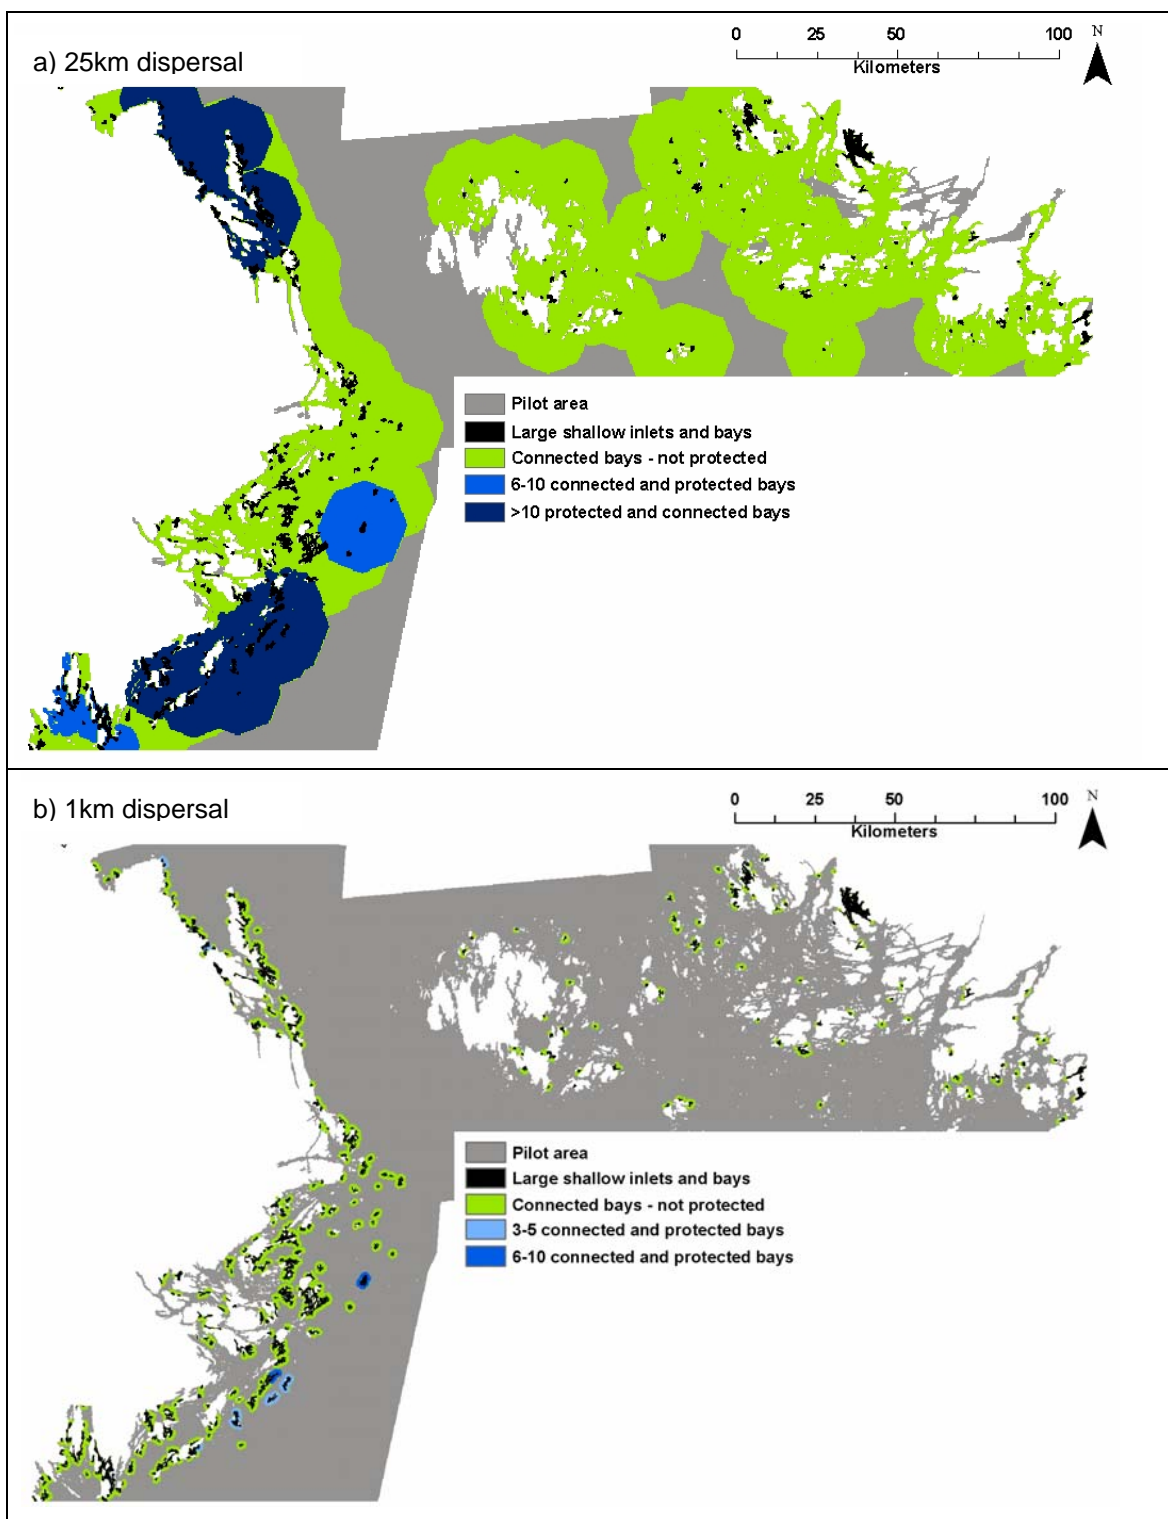 a) 25km dispersal
0 25 50 100
Kilometers
N
Pilot area
Large shallow inlets and bays
Connected bays - not protected
6-10 connected and protected bays
>10 protected and connected bays
b) 1km dispersal
0 25 50 100
Kilometers
N
Pilot area
Large shallow inlets and bays
Connected bays - not protected
3-5 connected and protected bays
6-10 connected and protected bays